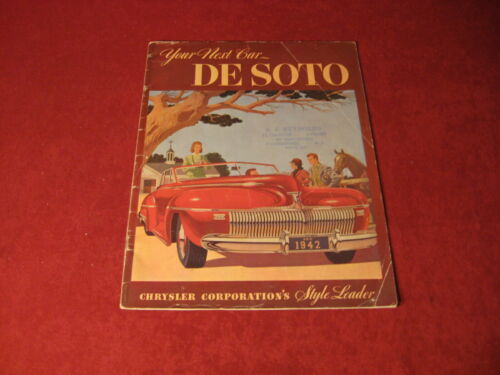 Your Next Car...
DE SOTO
1942
CHRYSLER CORPORATION'S Style Leader